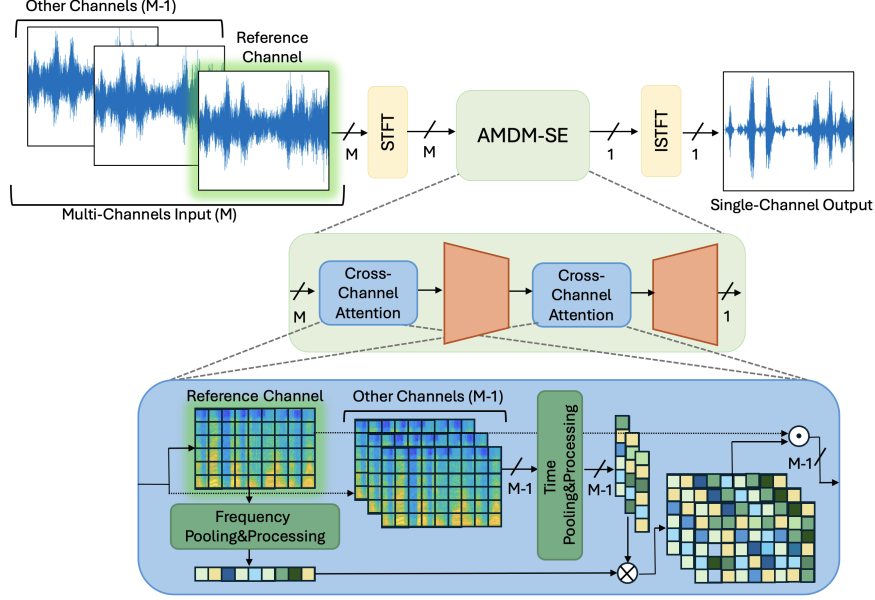 Other Channels (M-1)
Reference
Channel
M
STFT
M
AMDM-SE
1
ISTFT
1
Multi-Channels Input (M)
Single-Channel Output
M
Cross-
Channel
Attention
Cross-
Channel
Attention
1
Reference Channel
Other Channels (M-1)
M-1
Time
Pooling&Processing
M-1
M-1
Frequency
Pooling&Processing